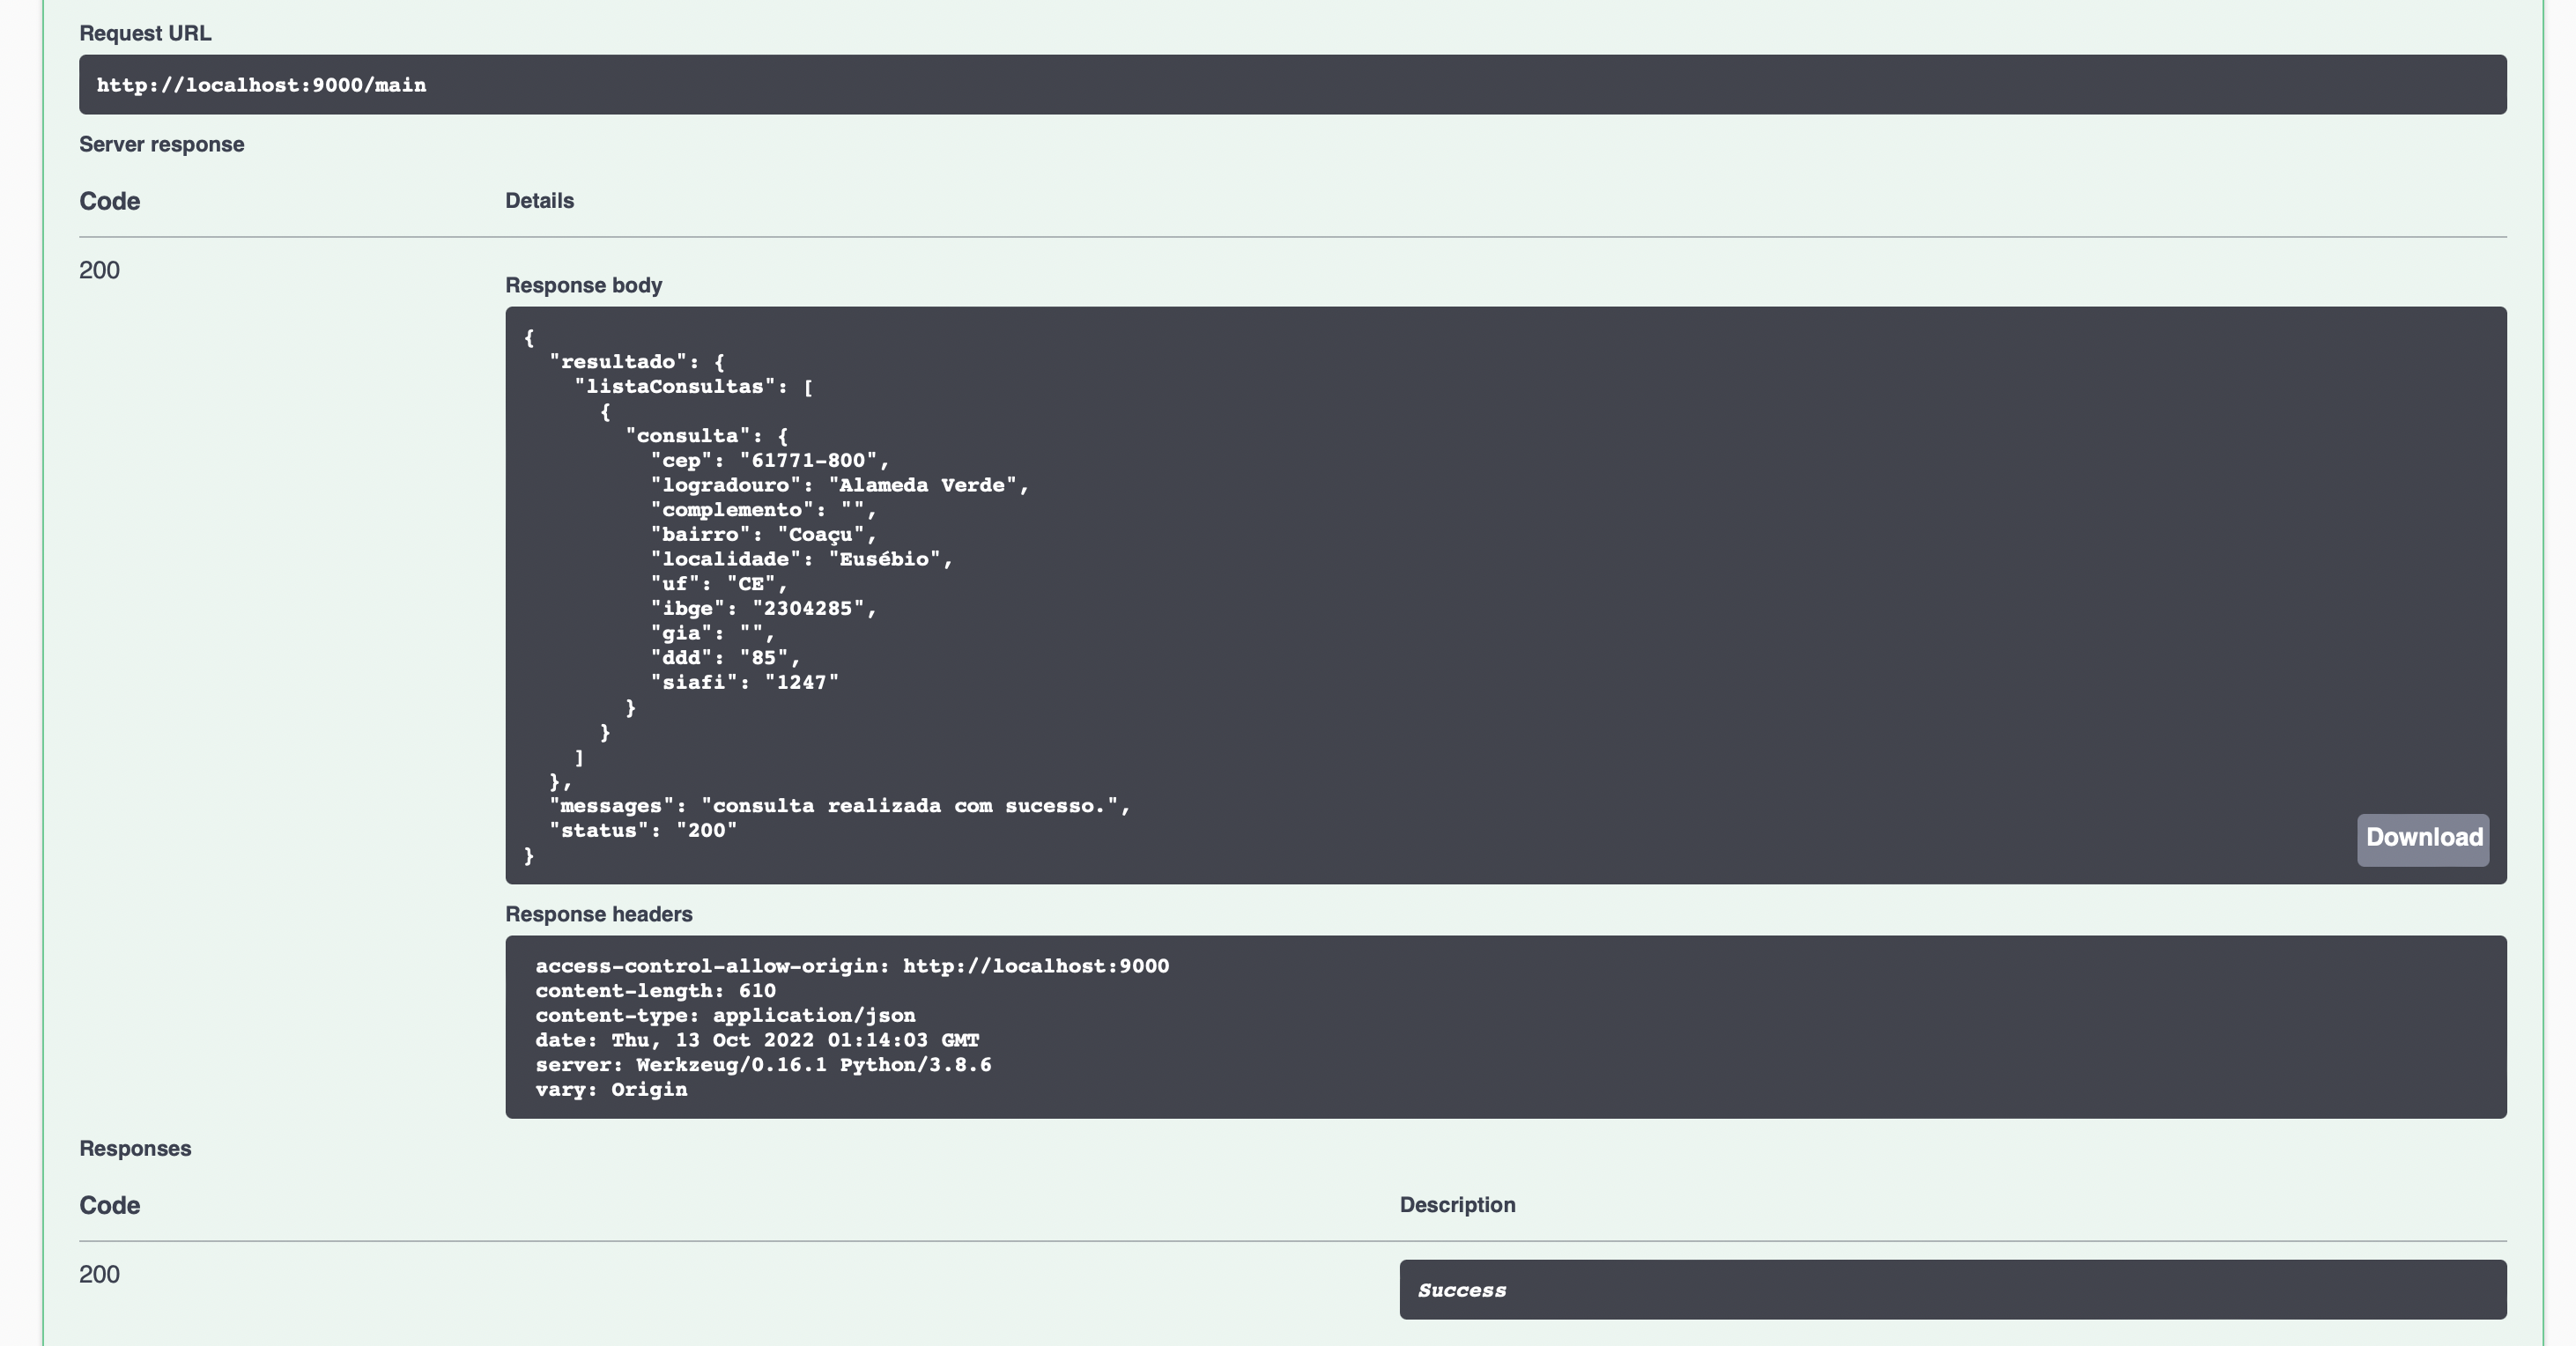 Request URL
http://localhost:9000/main
Server response
Code Details
200
Response body
{
  "resultado": {
    "listaConsultas": [
      {
        "consulta": {
          "cep": "61771-800",
          "logradouro": "Alameda Verde",
          "complemento": "",
          "bairro": "Coaçu",
          "localidade": "Eusébio",
          "uf": "CE",
          "ibge": "2304285",
          "gia": "",
          "ddd": "85",
          "siafi": "1247"
        }
      }
    ]
  },
  "messages": "consulta realizada com sucesso.",
  "status": "200"
}
Download
Response headers
access-control-allow-origin: http://localhost:9000
content-length: 610
content-type: application/json
date: Thu, 13 Oct 2022 01:14:03 GMT
server: Werkzeug/0.16.1 Python/3.8.6
vary: Origin
Responses
Code Description
200
Success